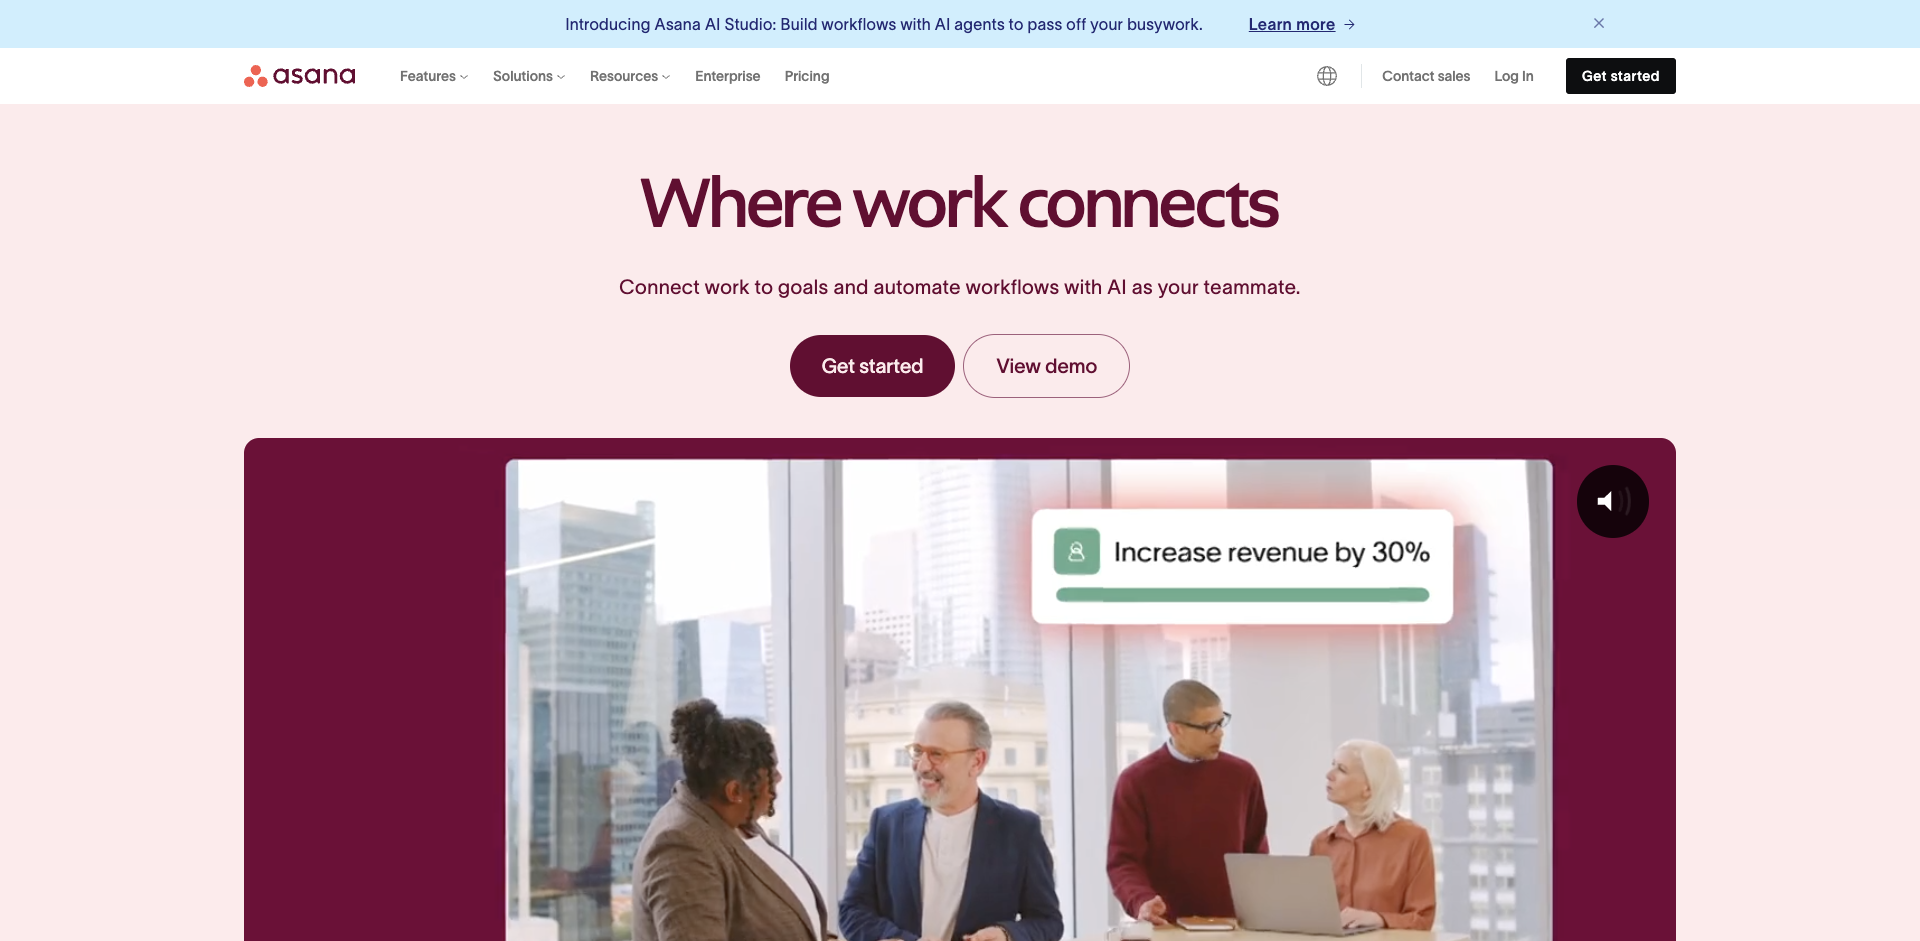 Introducing Asana AI Studio: Build workflows with AI agents to pass off your busywork. Learn more →
asana Features Solutions Resources Enterprise Pricing Contact sales Log In Get started
Where work connects
Connect work to goals and automate workflows with AI as your teammate.
Get started View demo
Increase revenue by 30%